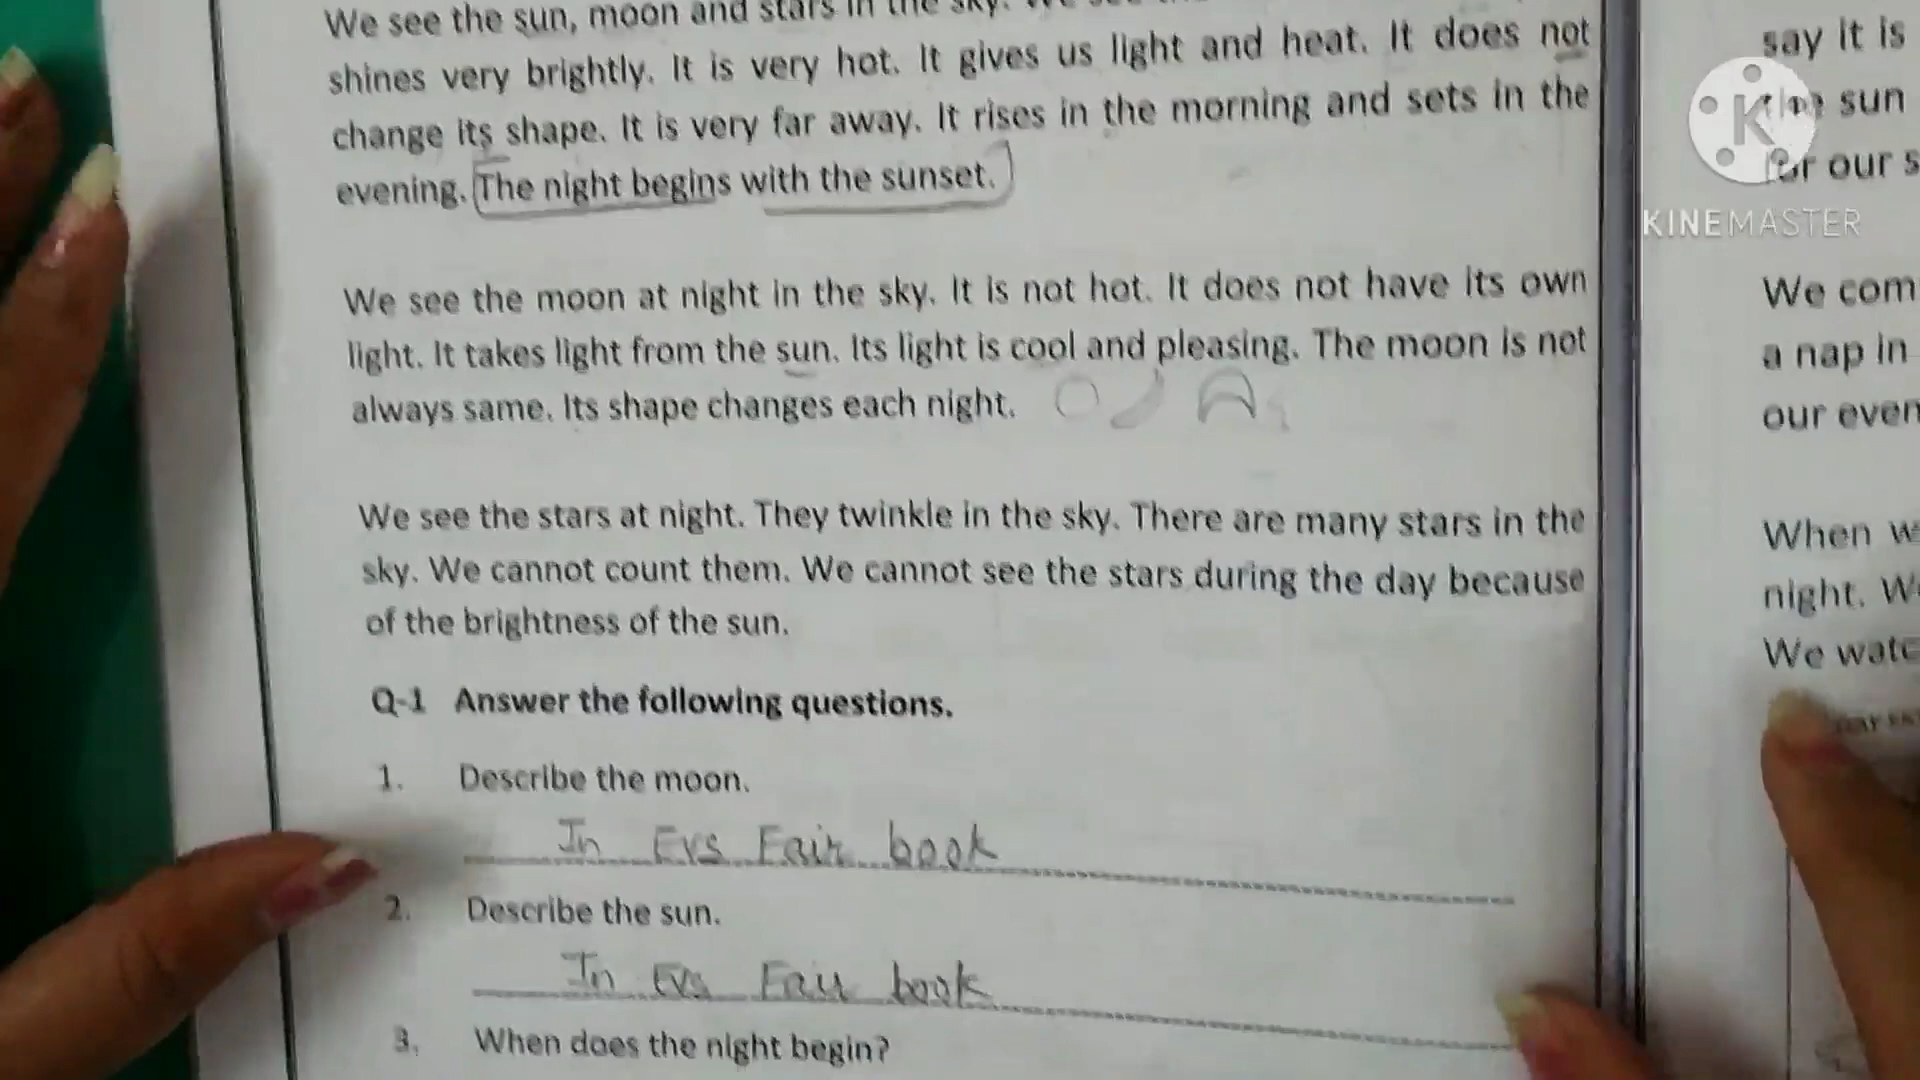 We see the sun, moon and stars in the sky.
shines very brightly. It is very hot. It gives us light and heat. It does not
change its shape. It is very far away. It rises in the morning and sets in the
evening. The night begins with the sunset.
We see the moon at night in the sky. It is not hot. It does not have its own
light. It takes light from the sun. Its light is cool and pleasing. The moon is not
always same. Its shape changes each night.
We see the stars at night. They twinkle in the sky. There are many stars in the
sky. We cannot count them. We cannot see the stars during the day because
of the brightness of the sun.
Q-1 Answer the following questions.
1. Describe the moon.
In Evs Fair book
2. Describe the sun.
In Evs Fair book
3. When does the night begin?
say it is
the sun
for our s
K
KINEMASTER
We com
a nap in
our even
When w
night. We
We watc